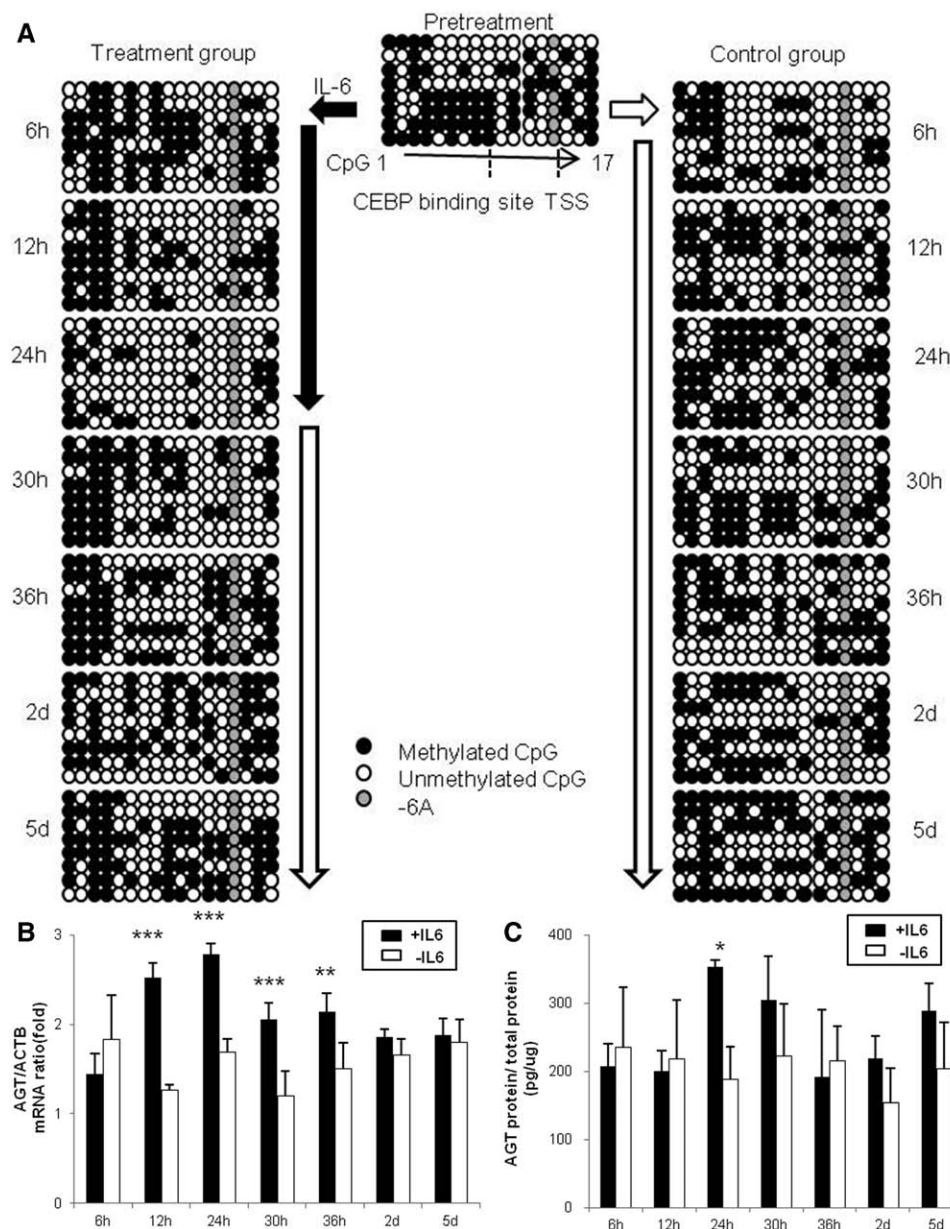 A
Pretreatment
Treatment group
Control group
IL-6
6h
6h
CpG 1
17
CEBP binding site TSS
12h
12h
24h
24h
30h
30h
36h
36h
2d
2d
Methylated CpG
Unmethylated CpG
-6A
5d
5d
B
AGT/ACTB
mRNA ratio(fold)
3
2
1
0
***
***
***
**
+IL6
-IL6
6h 12h 24h 30h 36h 2d 5d
C
AGT protein/ total protein
(pg/ug)
400
300
200
100
0
*
+IL6
-IL6
6h 12h 24h 30h 36h 2d 5d